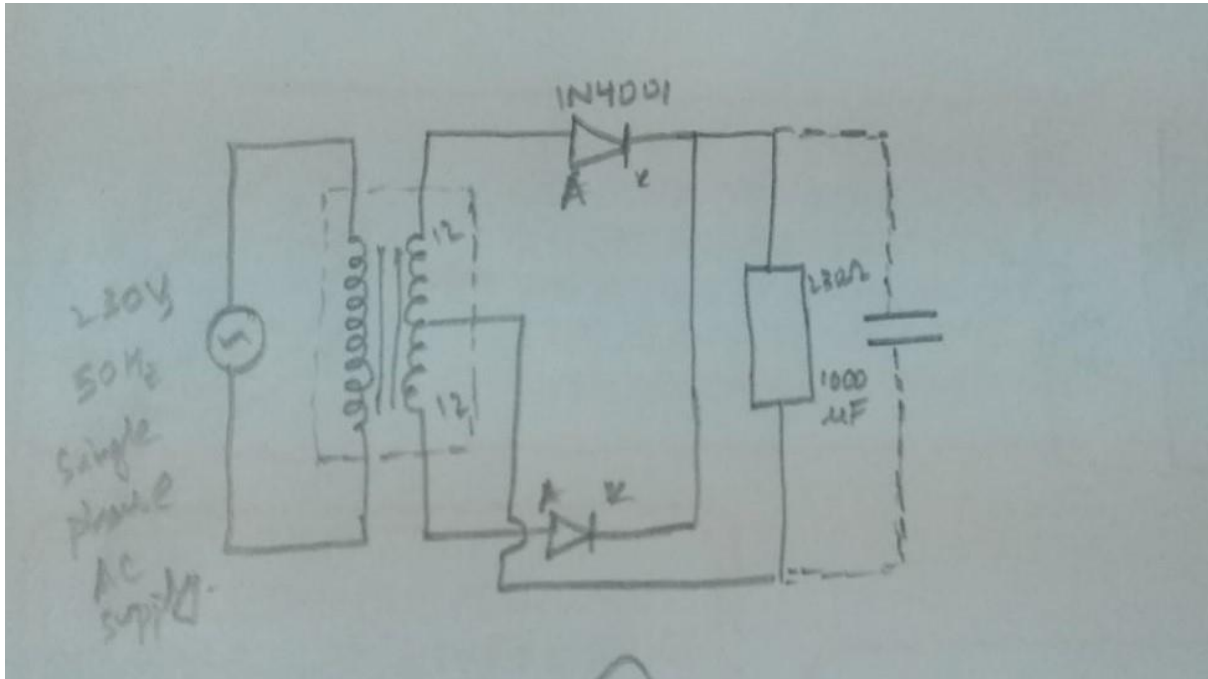 1N4001
A
K
12
230V,
50Hz
single
phase
AC
supply.
12
230Ω
1000
μF
A
K